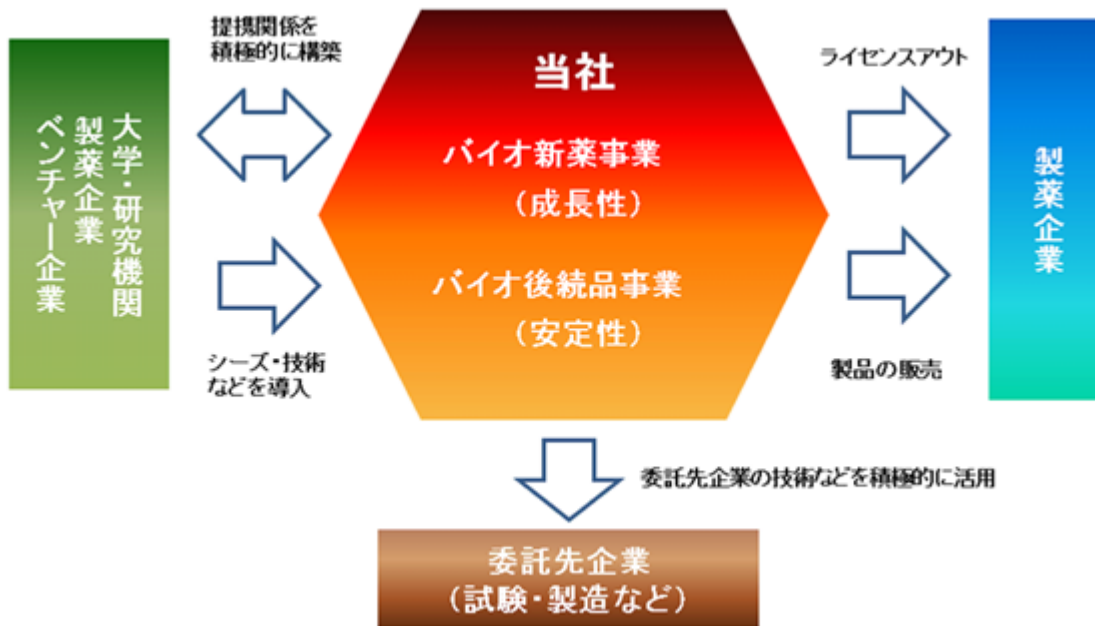 提携関係を
積極的に構築
大学・研究機関
製薬企業
ベンチャー企業
シーズ・技術
などを導入
当社
バイオ新薬事業
（成長性）
バイオ後続品事業
（安定性）
ライセンスアウト
製品の販売
製薬企業
委託先企業の技術などを積極的に活用
委託先企業
（試験・製造など）